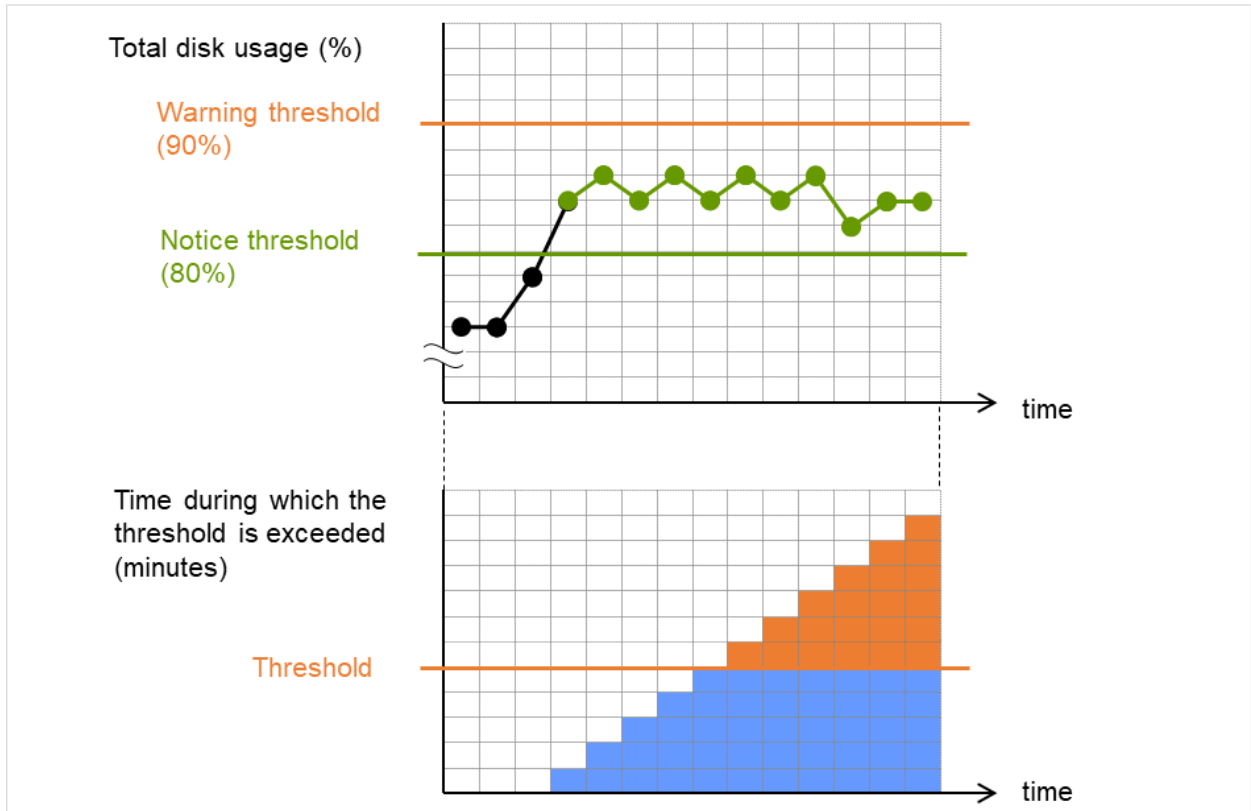 Total disk usage (%)
Warning threshold
(90%)
Notice threshold
(80%)
time
Time during which the
threshold is exceeded
(minutes)
Threshold
time